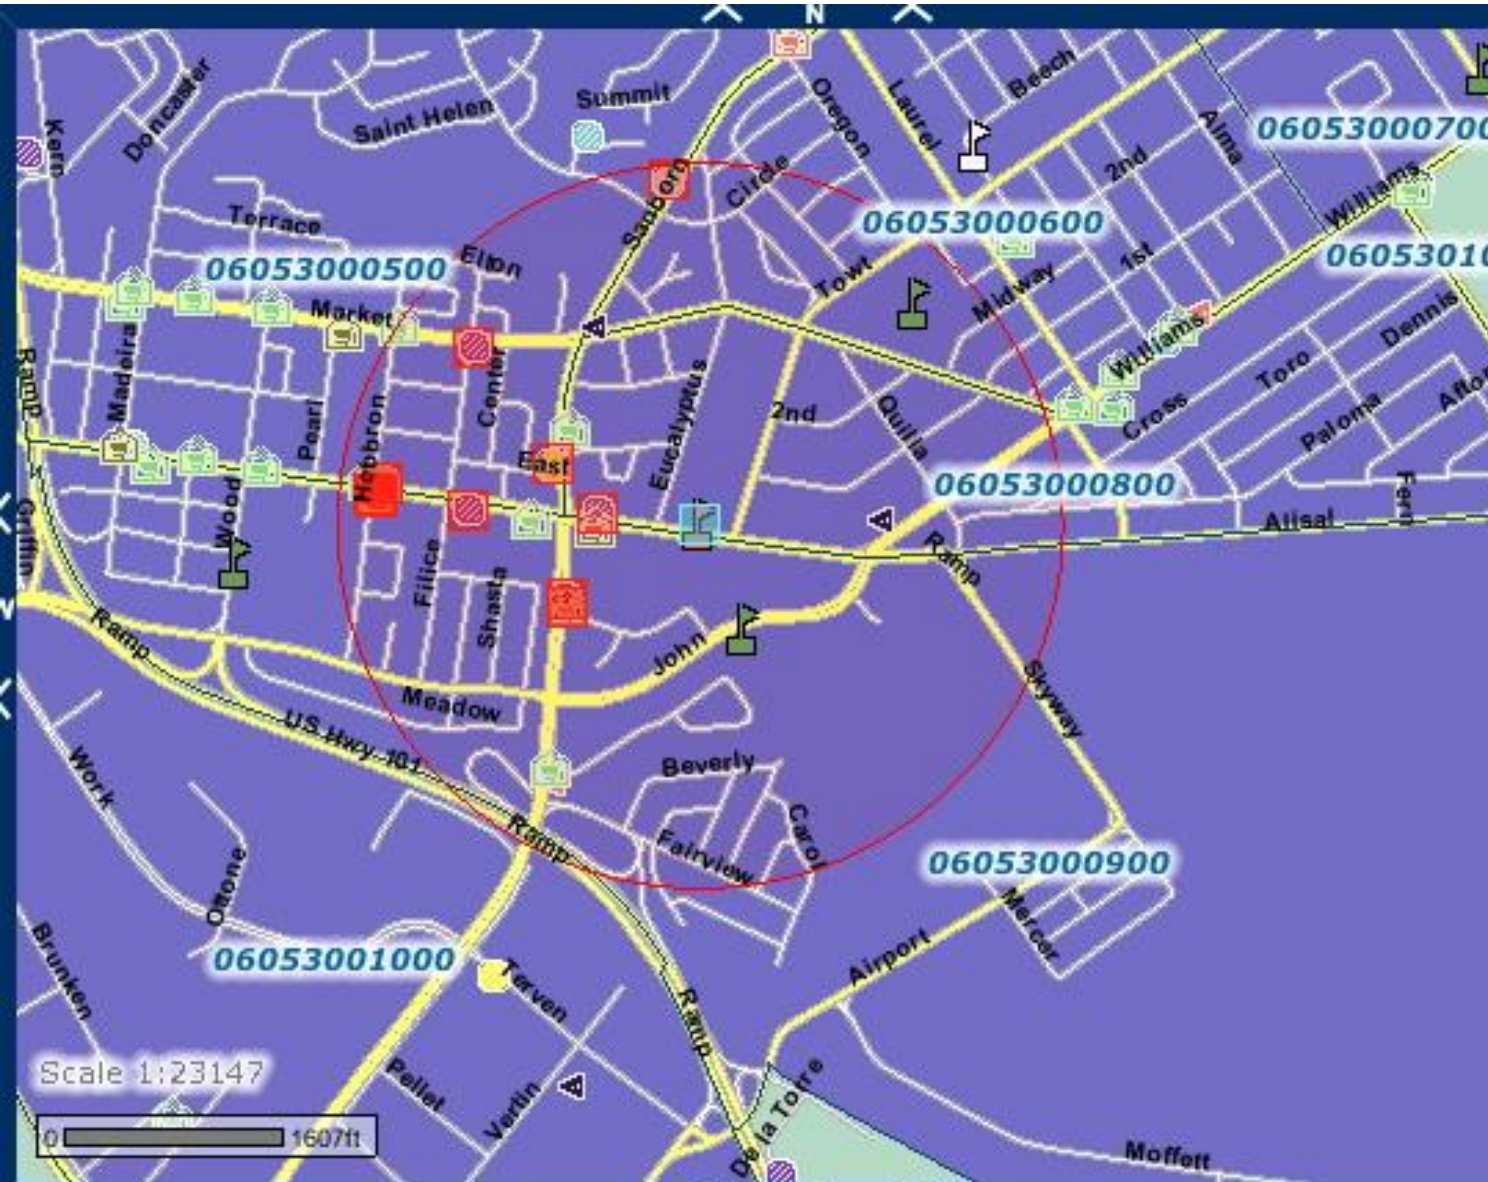 N
Kern
Doncaster
Saint Helen
Summit
Oregon
Laurel
Beech
Alma
2nd
0605300070
Williams
Terrace
Elton
Sanborn
Circle
06053000600
06053000500
Towt
1st
06053010
Market
Midway
Dennis
Williams
Ramp
Madeira
Pearl
Hebbron
Center
Eucalyptus
2nd
Quilla
Cross
Toro
Paloma
East
06053000800
Fern
Griffin
Wood
Alisal
Ramp
Filice
Shasta
W
Ramp
John
Meadow
Skyway
US Hwy 101
Work
Beverly
Carol
Ramp
Fairview
06053000900
Mercer
Brunken
06053001000
Airport
Terven
Ramp
Scale 1:23147
Pellet
Vertin
De la Torre
0
1607ft
Moffett